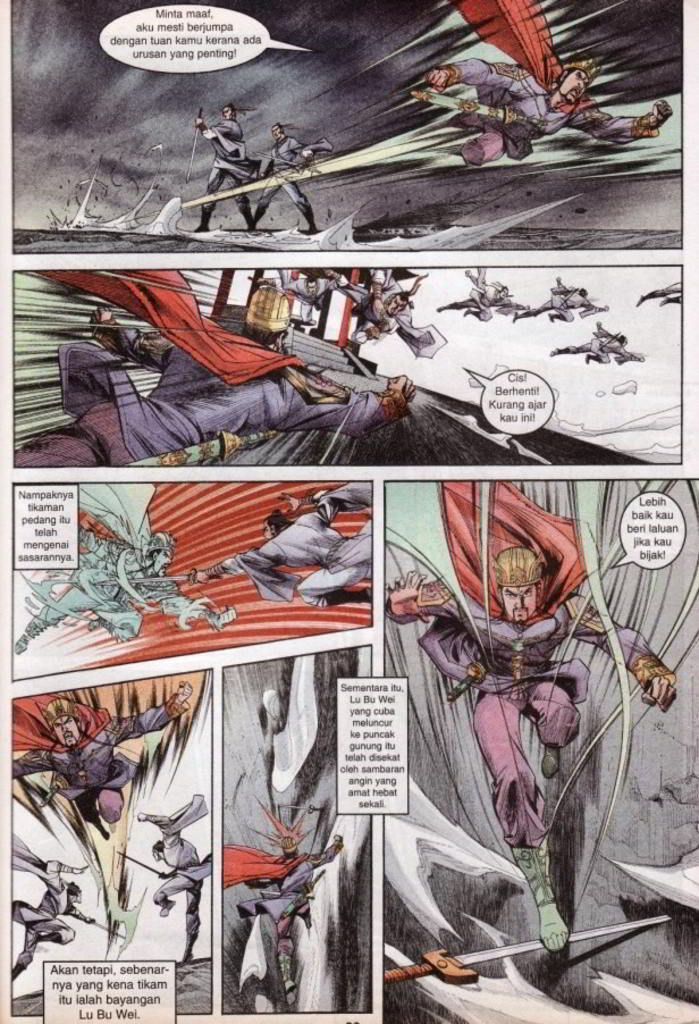 Minta maaf,
aku mesti berjumpa
dengan tuan kamu kerana ada
urusan yang penting!
Cis!
Berhenti!
Kurang ajar
kau ini!
Nampaknya
tikaman
pedang itu
telah
mengenai
sasarannya.
Lebih
baik kau
beri laluan
jika kau
bijak!
Akan tetapi, sebenar-
nya yang kena tikam
itu ialah bayangan
Lu Bu Wei.
Sementara itu,
Lu Bu Wei
yang cuba
meluncur
ke puncak
gunung itu
telah disekat
oleh sambaran
angin yang
amat hebat
sekali.